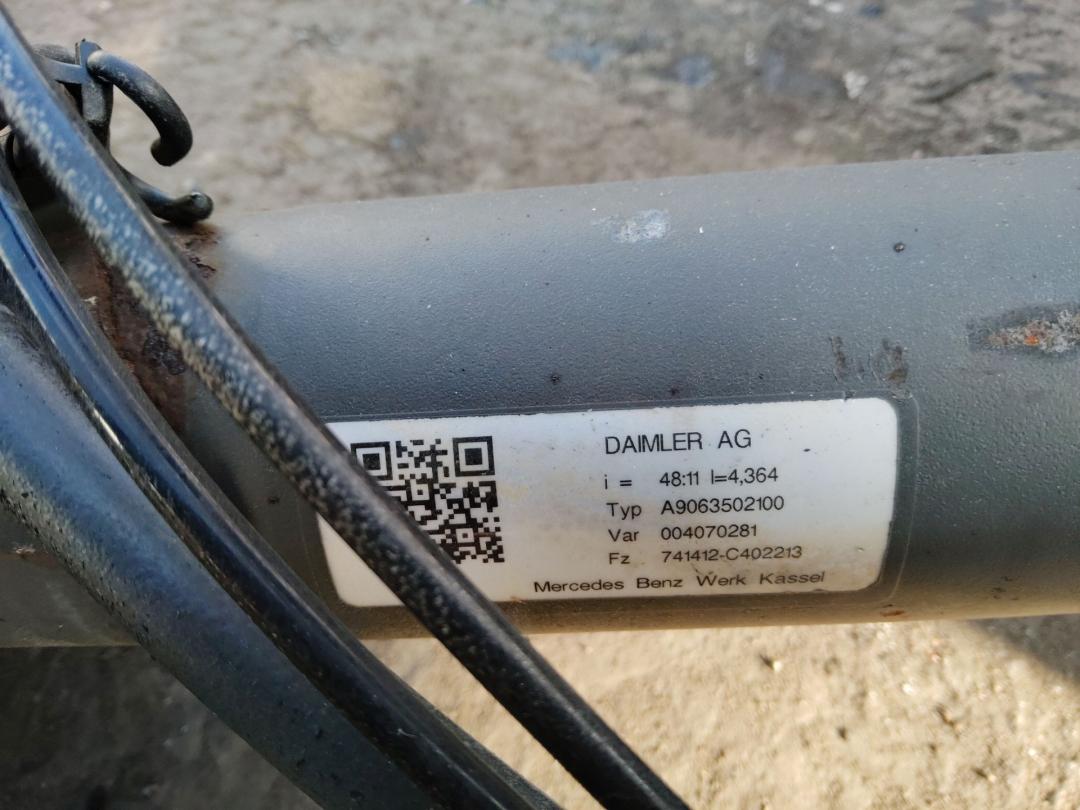 DAIMLER AG
i = 48:11 I=4,364
Typ A9063502100
Var 004070281
Fz 741412-C402213
Mercedes Benz Werk Kassel